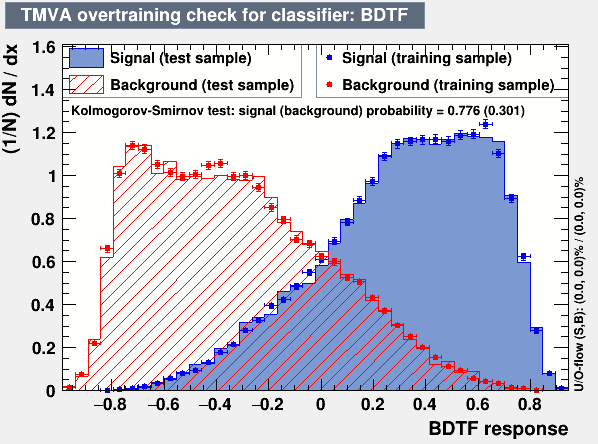 TMVA overtraining check for classifier: BDTF
(1/N) dN / dx
1.6
1.4
1.2
1
0.8
0.6
0.4
0.2
0
Signal (test sample)
Background (test sample)
Signal (training sample)
Background (training sample)
Kolmogorov-Smirnov test: signal (background) probability = 0.776 (0.301)
U/O-flow (S,B): (0.0, 0.0)% / (0.0, 0.0)%
−0.8 −0.6 −0.4 −0.2 0 0.2 0.4 0.6 0.8
BDTF response